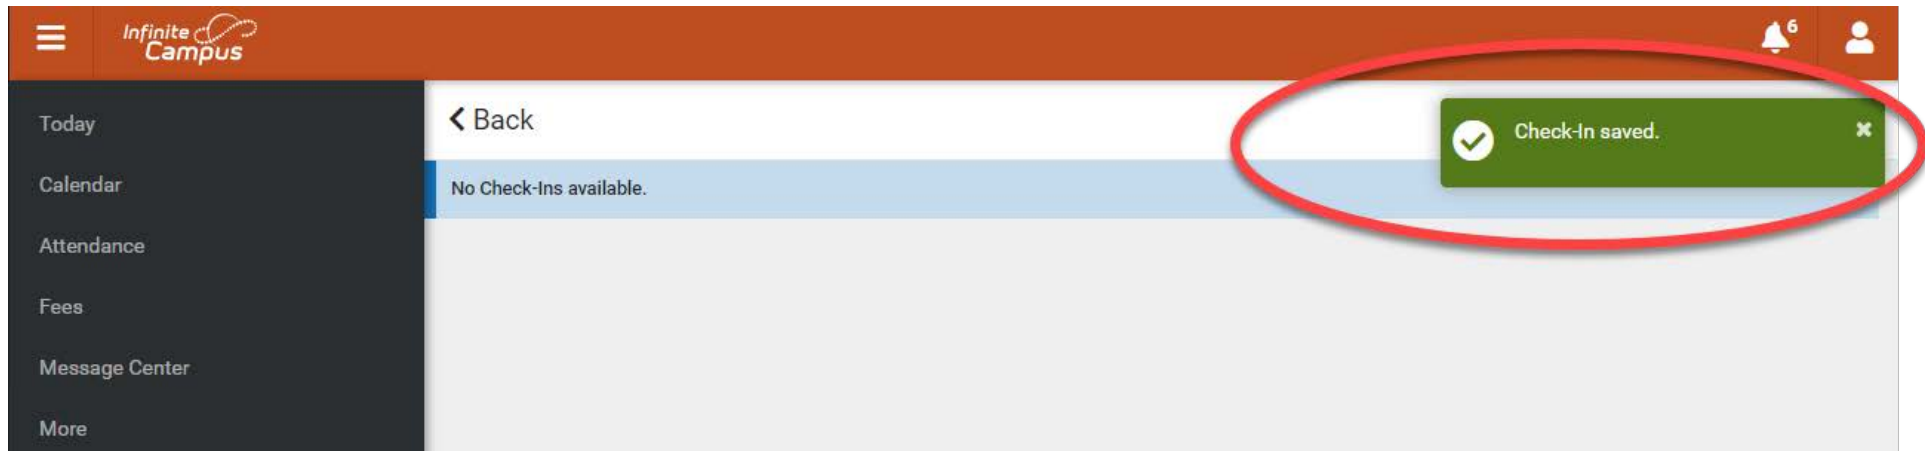 Infinite
Campus
6
Back
Check-In saved.
No Check-Ins available.
Today
Calendar
Attendance
Fees
Message Center
More